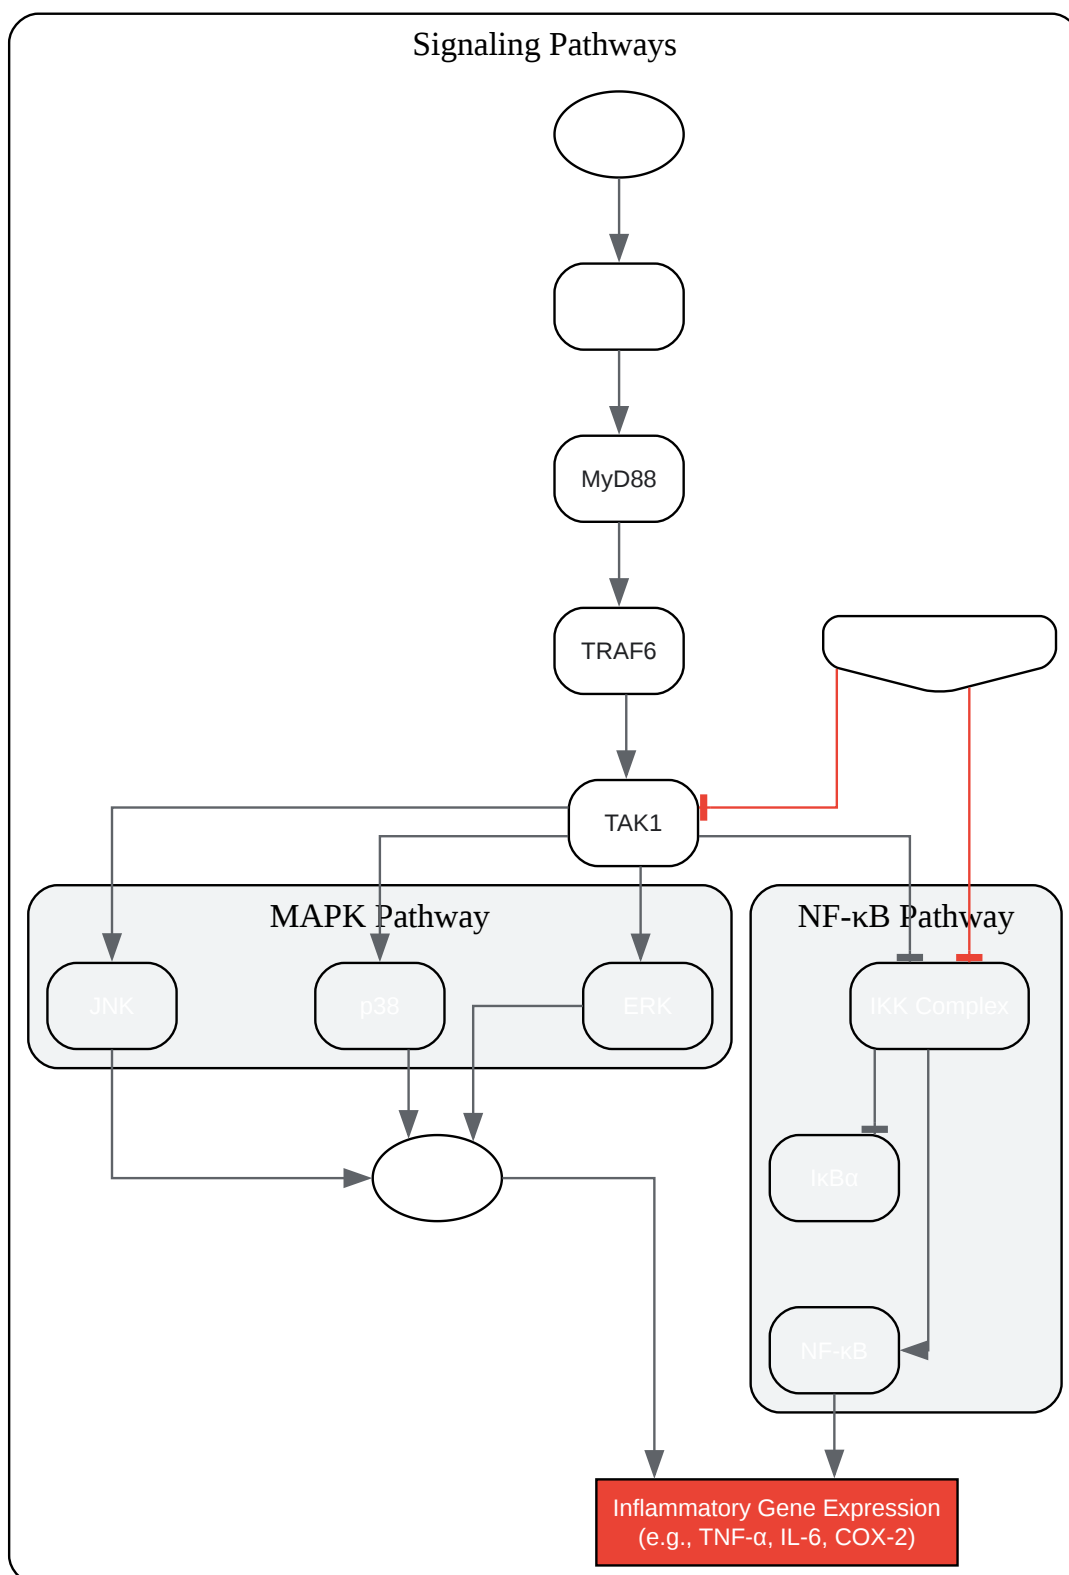 Signaling Pathways
MyD88
TRAF6
TAK1
MAPK Pathway
NF-κB Pathway
JNK
p38
ERK
IKK Complex
IκBα
NF-κB
Inflammatory Gene Expression
(e.g., TNF-α, IL-6, COX-2)